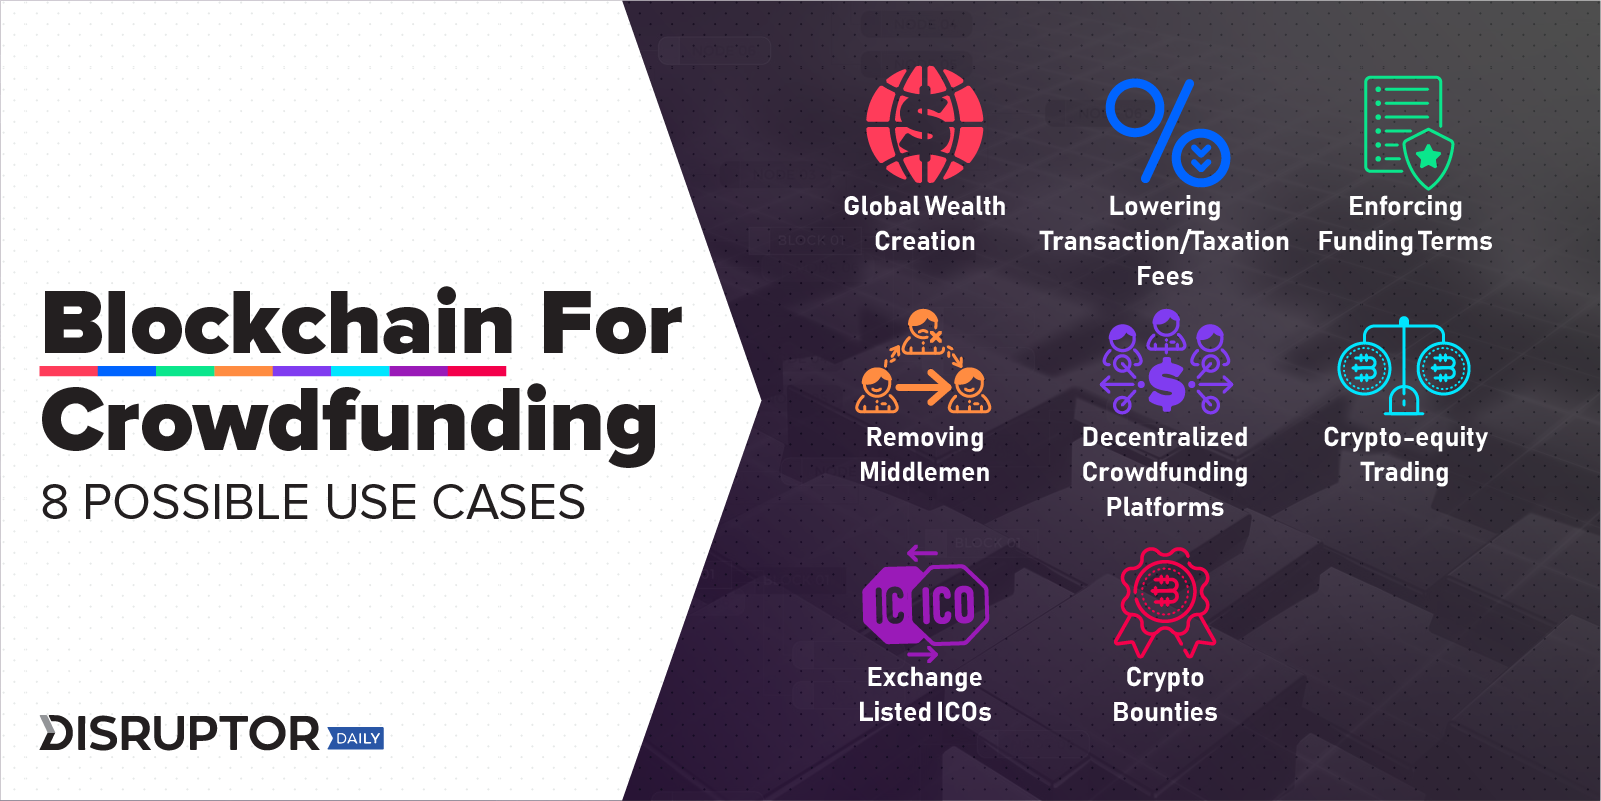 Blockchain For
Crowdfunding
8 POSSIBLE USE CASES
DISRUPTOR DAILY
Global Wealth
Creation
Lowering
Transaction/Taxation
Fees
Enforcing
Funding Terms
Removing
Middlemen
Decentralized
Crowdfunding
Platforms
Crypto-equity
Trading
IC ICO
Exchange
Listed ICOs
Crypto
Bounties